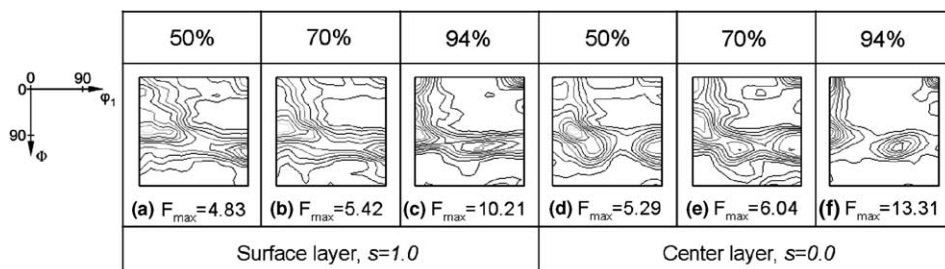 50% 70% 94% 50% 70% 94%
0 90
0 φ1
90
Φ
(a) Fmax=4.83 (b) Fmax=5.42 (c) Fmax=10.21 (d) Fmax=5.29 (e) Fmax=6.04 (f) Fmax=13.31
Surface layer, s=1.0 Center layer, s=0.0